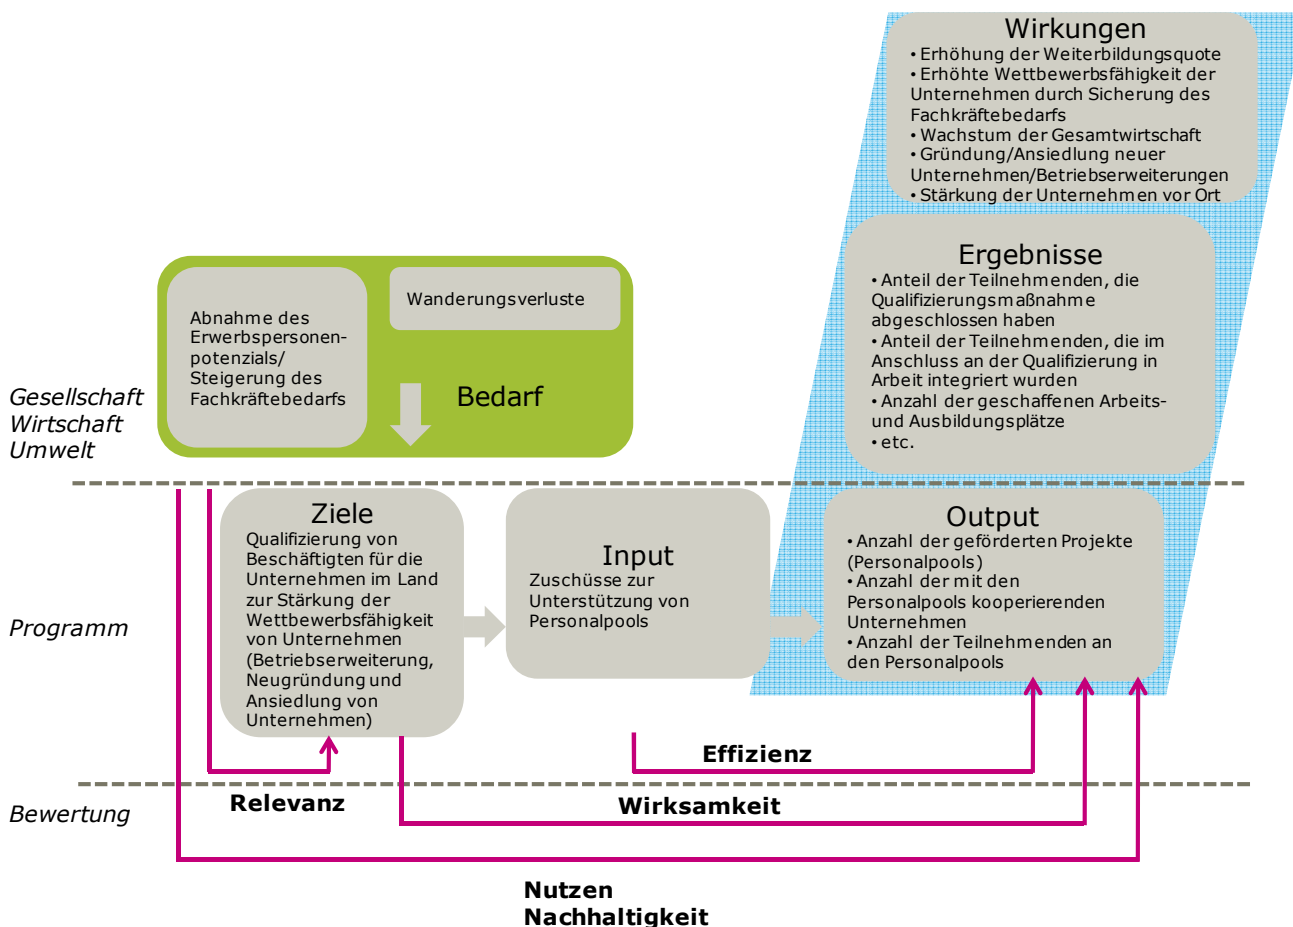 Wirkungen
• Erhöhung der Weiterbildungsquote
• Erhöhte Wettbewerbsfähigkeit der
Unternehmen durch Sicherung des
Fachkräftebedarfs
• Wachstum der Gesamtwirtschaft
• Gründung/Ansiedlung neuer
Unternehmen/Betriebserweiterungen
• Stärkung der Unternehmen vor Ort
Ergebnisse
• Anteil der Teilnehmenden, die
Qualifizierungsmaßnahme
abgeschlossen haben
• Anteil der Teilnehmenden, die im
Anschluss an der Qualifizierung in
Arbeit integriert wurden
• Anzahl der geschaffenen Arbeits-
und Ausbildungsplätze
• etc.
Abnahme des
Erwerbspersonen-
potenzials/
Steigerung des
Fachkräftebedarfs
Wanderungsverluste
Bedarf
Gesellschaft
Wirtschaft
Umwelt
Programm
Ziele
Qualifizierung von
Beschäftigten für die
Unternehmen im Land
zur Stärkung der
Wettbewerbsfähigkeit
von Unternehmen
(Betriebserweiterung,
Neugründung und
Ansiedlung von
Unternehmen)
Input
Zuschüsse zur
Unterstützung von
Personalpools
Output
• Anzahl der geförderten Projekte
(Personalpools)
• Anzahl der mit den
Personalpools kooperierenden
Unternehmen
• Anzahl der Teilnehmenden an
den Personalpools
Effizienz
Bewertung
Relevanz
Wirksamkeit
Nutzen
Nachhaltigkeit